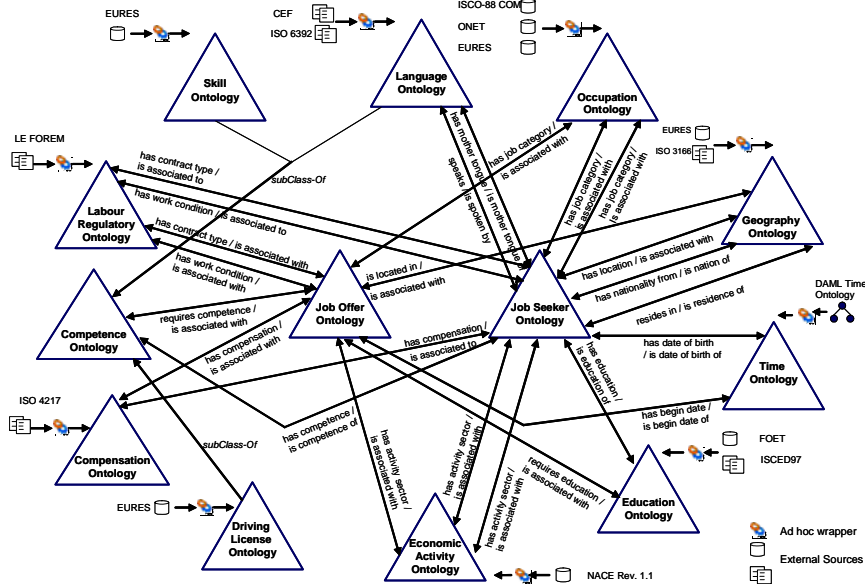 EURES
CEF
ISO 6392
ISCO-88 COM
ONET
EURES
Skill
Ontology
Language
Ontology
Occupation
Ontology
LE FOREM
EURES
ISO 3166
has contract type /
is associated to
subClass-Of
has mother tongue / is mother tongue
speaks / is spoken by
has job category /
is associated with
has job category /
is associated with
has job category /
Is associated with
Labour
Regulatory
Ontology
has work condition / is associated to
has contract type / is associated with
has work condition /
is associated with
Geography
Ontology
is located in /
is associated with
has location / is associated with
has nationality from / is nation of
resides in / is residence of
DAML Time
Ontology
Competence
Ontology
requires competence /
is associated with
Job Offer
Ontology
Job Seeker
Ontology
has compensation /
is associated with
has compensation /
is associated to
has date of birth
/ is date of birth of
Time
Ontology
has education /
is education of
ISO 4217
has begin date /
is begin date of
has competence /
is competence of
Compensation
Ontology
subClass-Of
has activity sector /
is associated with
has activity sector /
is associated with
has activity sector /
is associated with
requires education /
is associated with
FOET
ISCED97
Education
Ontology
EURES
Driving
License
Ontology
Economic
Activity
Ontology
NACE Rev. 1.1
Ad hoc wrapper
External Sources